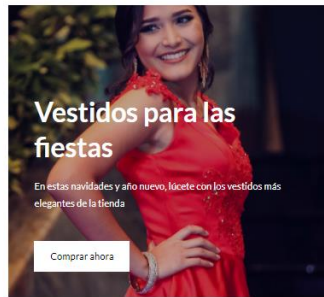 Vestidos para las
fiestas
En estas navidades y año nuevo, lúcete con los vestidos más
elegantes de la tienda
Comprar ahora